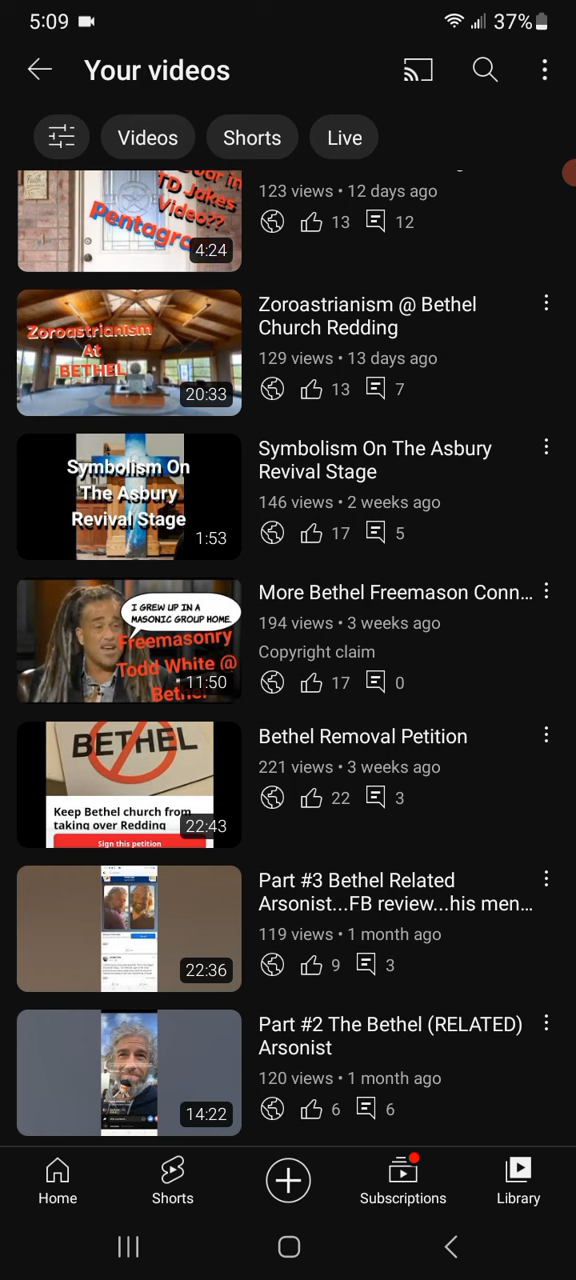 5:09
37%
Your videos
Videos
Shorts
Live
TD Jakes
Video??
4:24
123 views • 12 days ago
13
12
Zoroastrianism
At
BETHEL
20:33
Zoroastrianism @ Bethel
Church Redding
129 views • 13 days ago
13
7
Symbolism On
The Asbury
Revival Stage
1:53
Symbolism On The Asbury
Revival Stage
146 views • 2 weeks ago
17
5
I GREW UP IN A
MASONIC GROUP HOME.
Freemasonry
Todd White @
11:50
More Bethel Freemason Conn...
194 views • 3 weeks ago
Copyright claim
17
0
BETHEL
Keep Bethel church from
taking over Redding
Sign this petition
22:43
Bethel Removal Petition
221 views • 3 weeks ago
22
3
22:36
Part #3 Bethel Related
Arsonist...FB review...his men...
119 views • 1 month ago
9
3
14:22
Part #2 The Bethel (RELATED)
Arsonist
120 views • 1 month ago
6
6
Home
Shorts
Subscriptions
Library